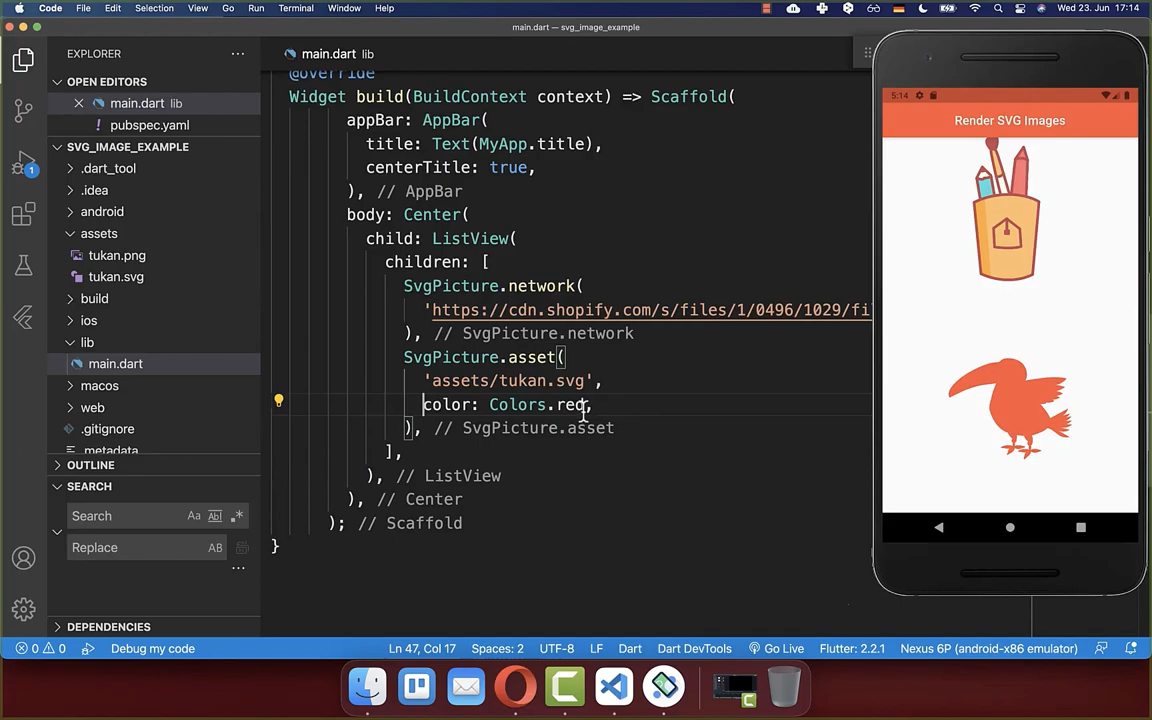 Code File Edit Selection View Go Run Terminal Window Help
Wed 23. Jun 17:14
main.dart — svg_image_example
EXPLORER
OPEN EDITORS
main.dart lib
! pubspec.yaml
SVG_IMAGE_EXAMPLE
.dart_tool
.idea
android
assets
tukan.png
tukan.svg
build
ios
lib
main.dart
macos
web
.gitignore
.metadata
OUTLINE
SEARCH
Search
Aa Abl .*
Replace
AB
DEPENDENCIES
1
main.dart lib
@override
Widget build(BuildContext context) => Scaffold(
appBar: AppBar(
title: Text(MyApp.title),
centerTitle: true,
), // AppBar
body: Center(
child: ListView(
children: [
SvgPicture.network(
'https://cdn.shopify.com/s/files/1/0496/1029/fi
), // SvgPicture.network
SvgPicture.asset(
'assets/tukan.svg',
color: Colors.red,
), // SvgPicture.asset
],
), // ListView
), // Center
); // Scaffold
}
5:14
Render SVG Images
0 0 Debug my code Ln 47, Col 17 Spaces: 2 UTF-8 LF Dart Dart DevTools Go Live Flutter: 2.2.1 Nexus 6P (android-x86 emulator)